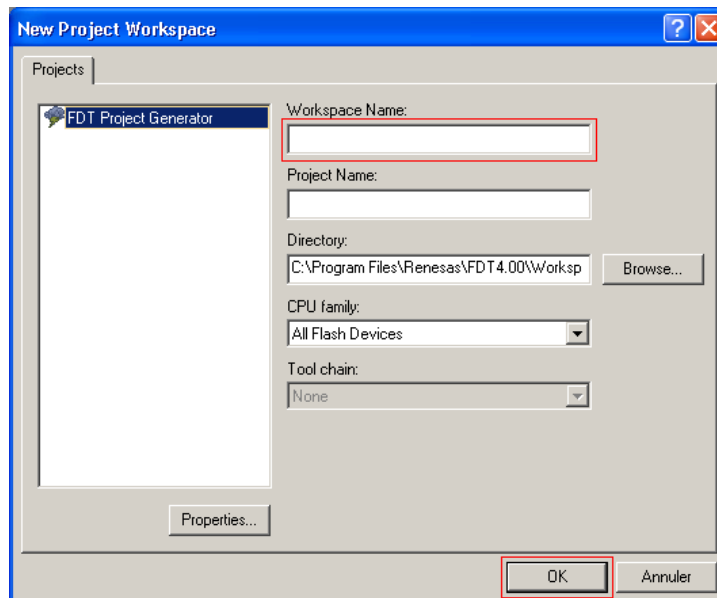 New Project Workspace
Projects
FDT Project Generator
Workspace Name:
Project Name:
Directory:
C:\Program Files\Renesas\FDT4.00\Worksp
Browse...
CPU family:
All Flash Devices
Tool chain:
None
Properties...
OK
Annuler